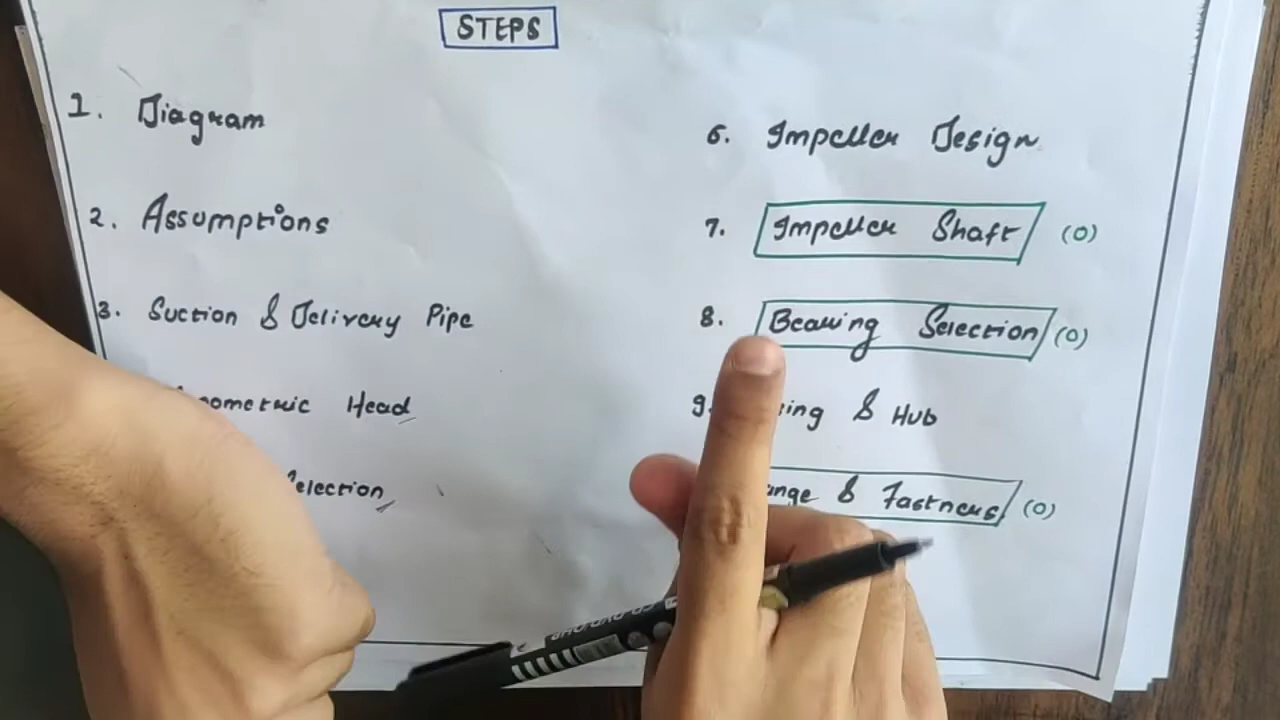 STEPS
1. Diagram
2. Assumptions
3. Suction & Delivery Pipe
Head
6. Impeller Design
7. Impeller Shaft (0)
8. Bearing Selection (0)
9. & Hub
& Fastners (0)